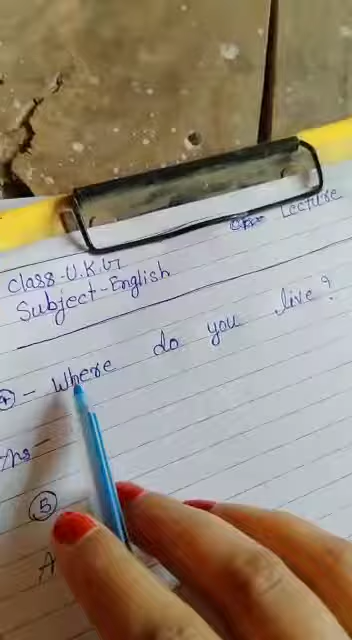 Lecture
Class-U.K.G
Subject-English
④ - Where do you live?
Ans -
⑤
A